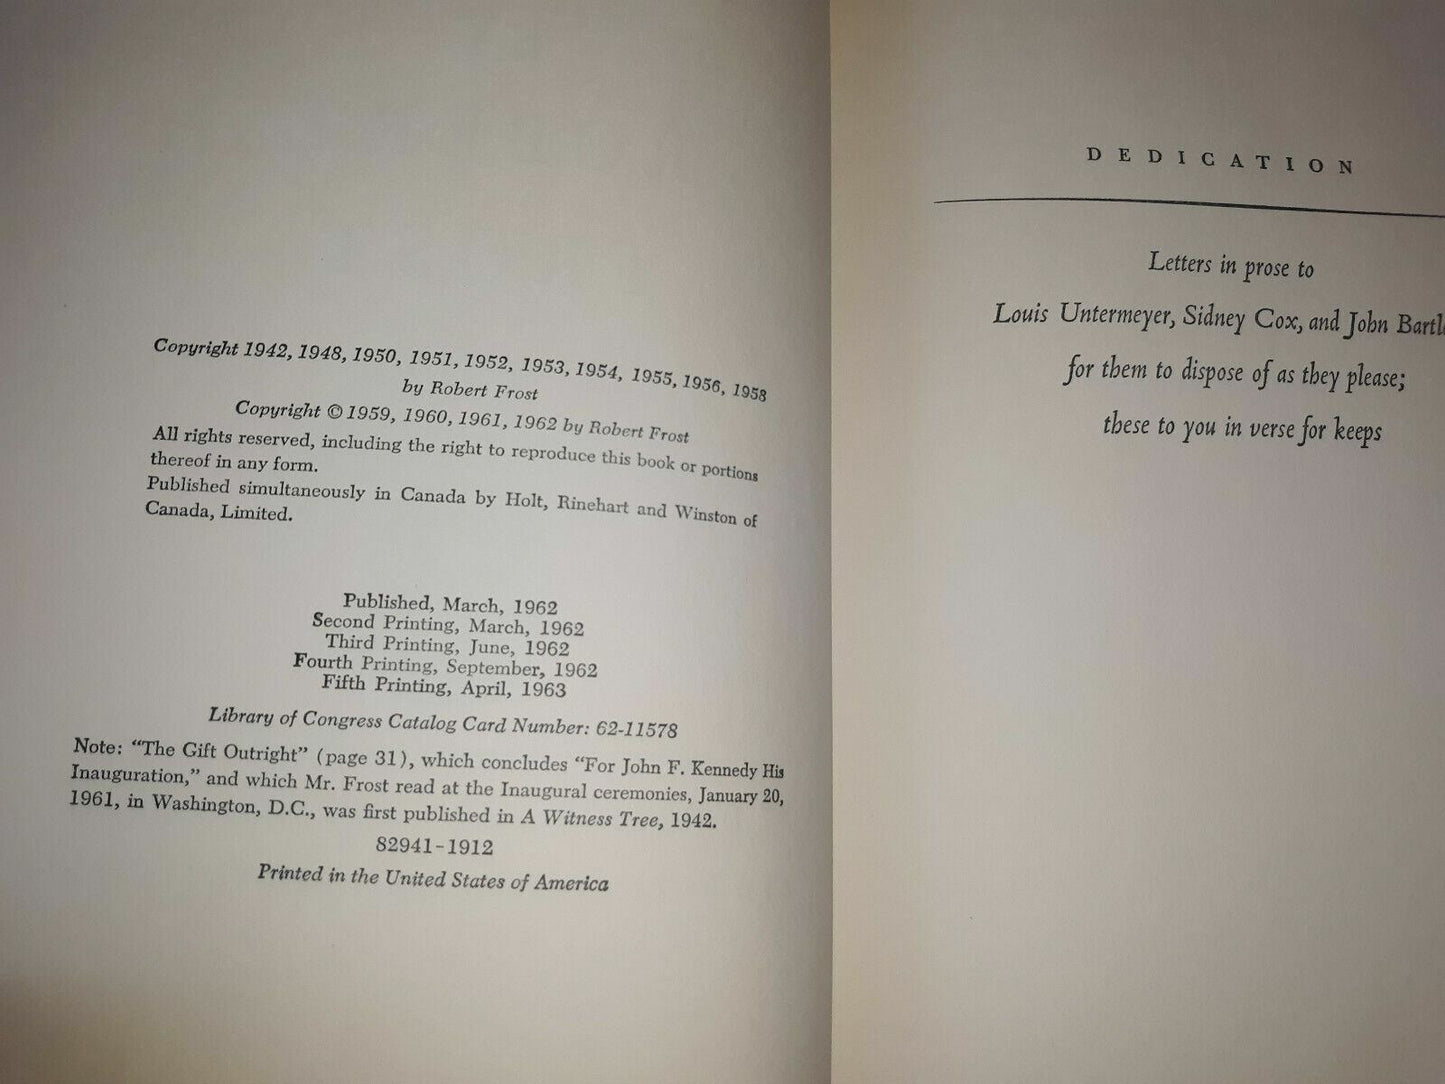 Copyright 1942, 1948, 1950, 1951, 1952, 1953, 1954, 1955, 1956, 1958
by Robert Frost
Copyright © 1959, 1960, 1961, 1962 by Robert Frost
All rights reserved, including the right to reproduce this book or portions
thereof in any form.
Published simultaneously in Canada by Holt, Rinehart and Winston of
Canada, Limited.
Published, March, 1962
Second Printing, March, 1962
Third Printing, June, 1962
Fourth Printing, September, 1962
Fifth Printing, April, 1963
Library of Congress Catalog Card Number: 62-11578
Note: “The Gift Outright” (page 31), which concludes “For John F. Kennedy His
Inauguration,” and which Mr. Frost read at the Inaugural ceremonies, January 20,
1961, in Washington, D.C., was first published in A Witness Tree, 1942.
82941-1912
Printed in the United States of America
DEDICATION
Letters in prose to
Louis Untermeyer, Sidney Cox, and John
for them to dispose of as they please;
these to you in verse for keeps